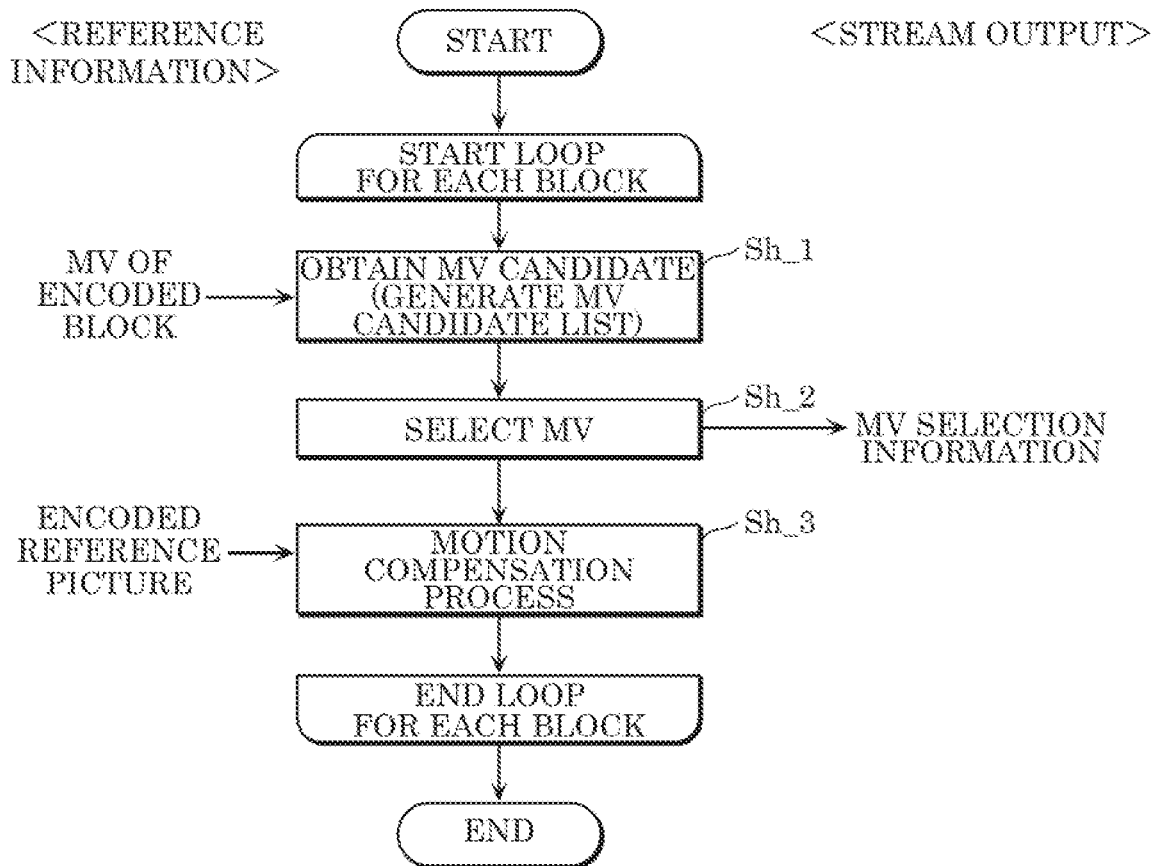 <REFERENCE
INFORMATION>
START
<STREAM OUTPUT>
START LOOP
FOR EACH BLOCK
MV OF
ENCODED
BLOCK
OBTAIN MV CANDIDATE
(GENERATE MV
CANDIDATE LIST)
Sh_1
SELECT MV
Sh_2
MV SELECTION
INFORMATION
ENCODED
REFERENCE
PICTURE
MOTION
COMPENSATION
PROCESS
Sh_3
END LOOP
FOR EACH BLOCK
END